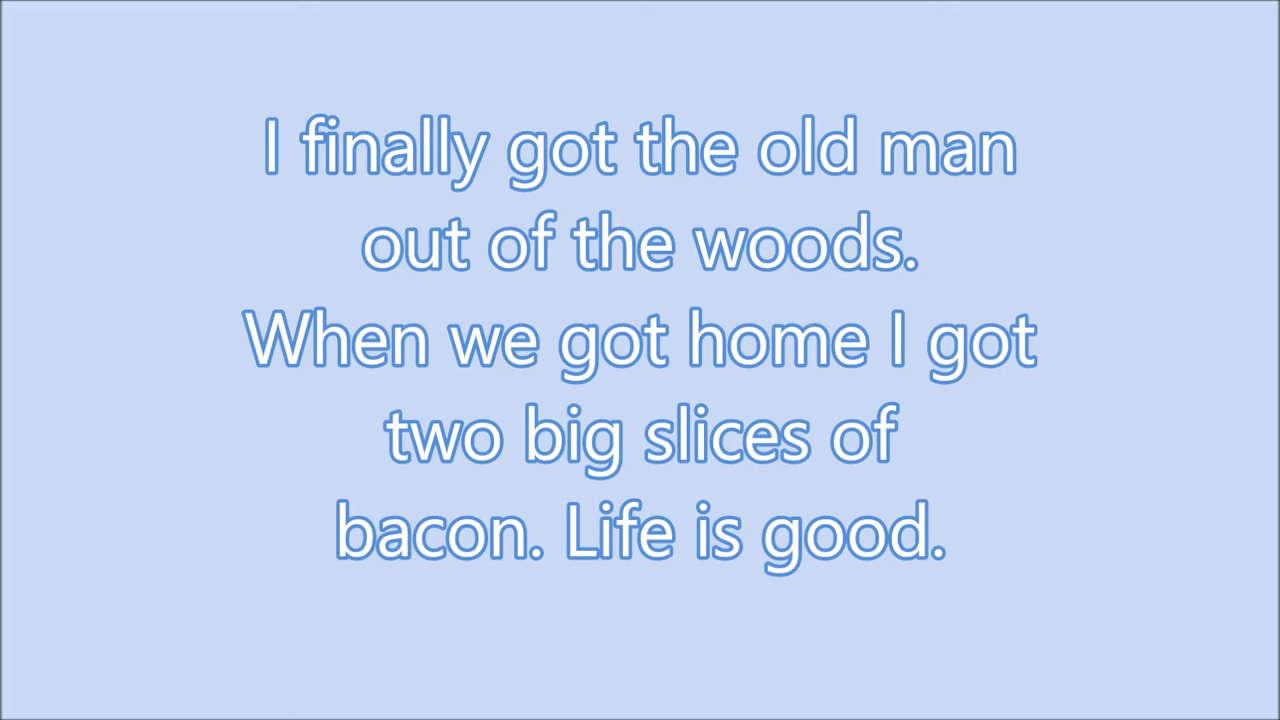 I finally got the old man
out of the woods.
When we got home I got
two big slices of
bacon. Life is good.